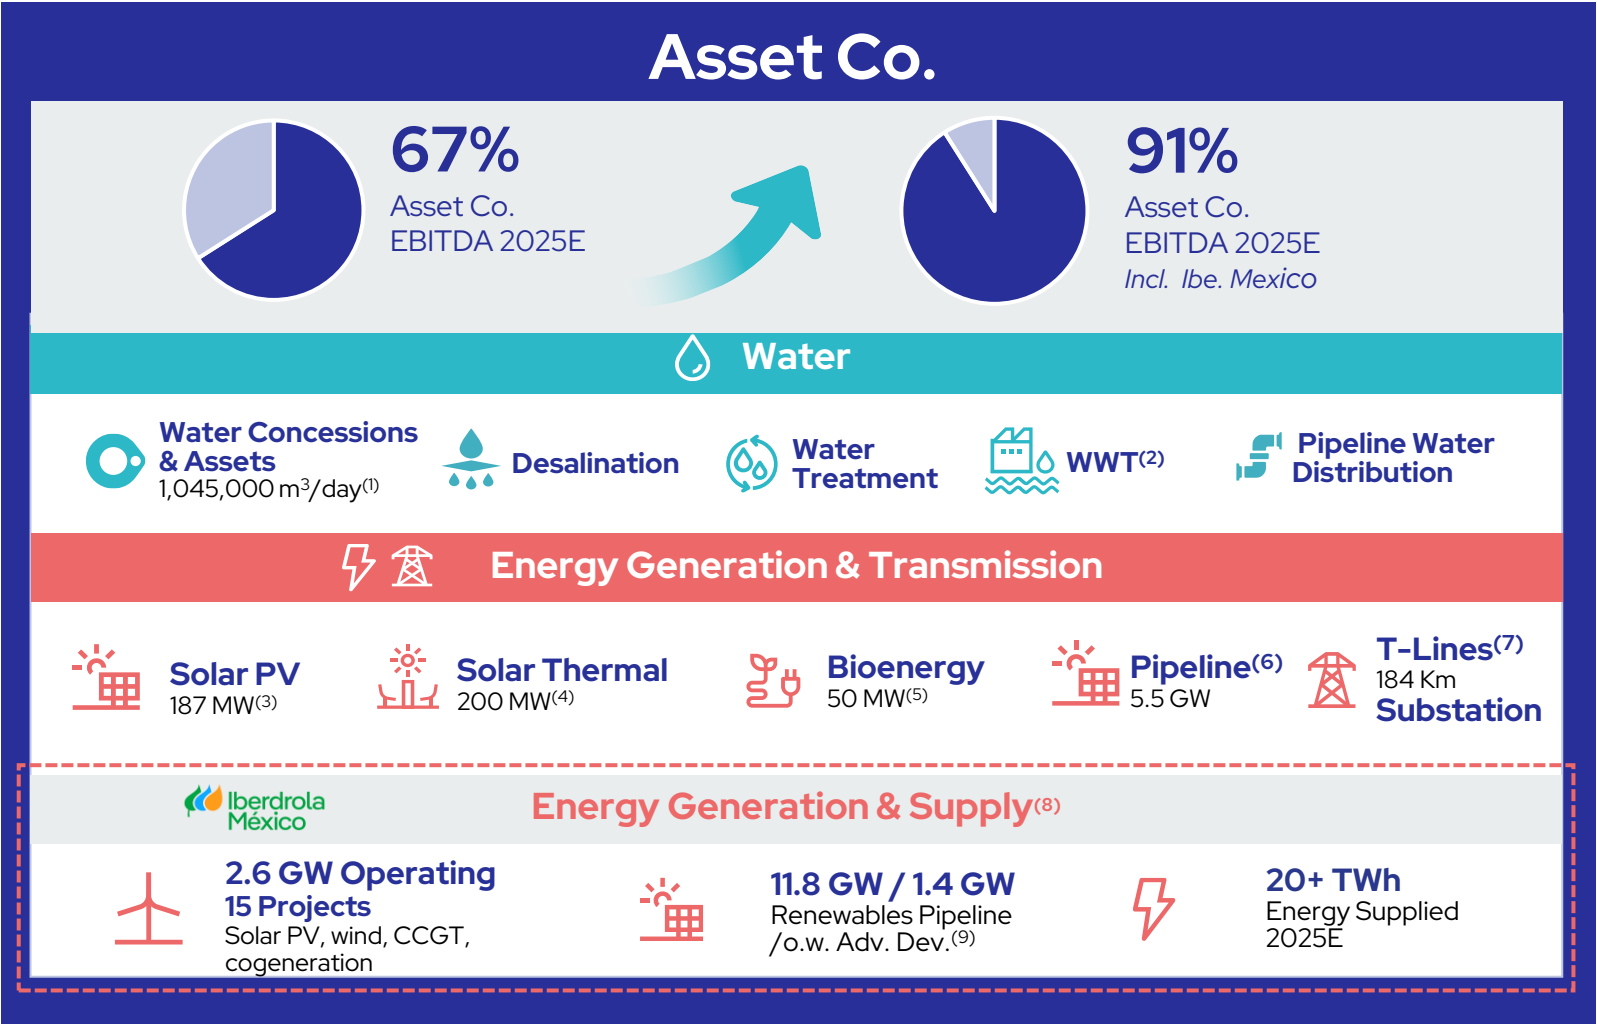 Asset Co.
67%
Asset Co.
EBITDA 2025E
91%
Asset Co.
EBITDA 2025E
Incl. Ibe. Mexico
Water
Water Concessions
& Assets
1,045,000 m³/day(1)
Desalination
Water
Treatment
WWT(2)
Pipeline Water
Distribution
Energy Generation & Transmission
Solar PV
187 MW(3)
Solar Thermal
200 MW(4)
Bioenergy
50 MW(5)
Pipeline(6)
5.5 GW
T-Lines(7)
184 Km
Substation
Iberdrola
México
Energy Generation & Supply(8)
2.6 GW Operating
15 Projects
Solar PV, wind, CCGT,
cogeneration
11.8 GW / 1.4 GW
Renewables Pipeline
/o.w. Adv. Dev.(9)
20+ TWh
Energy Supplied
2025E